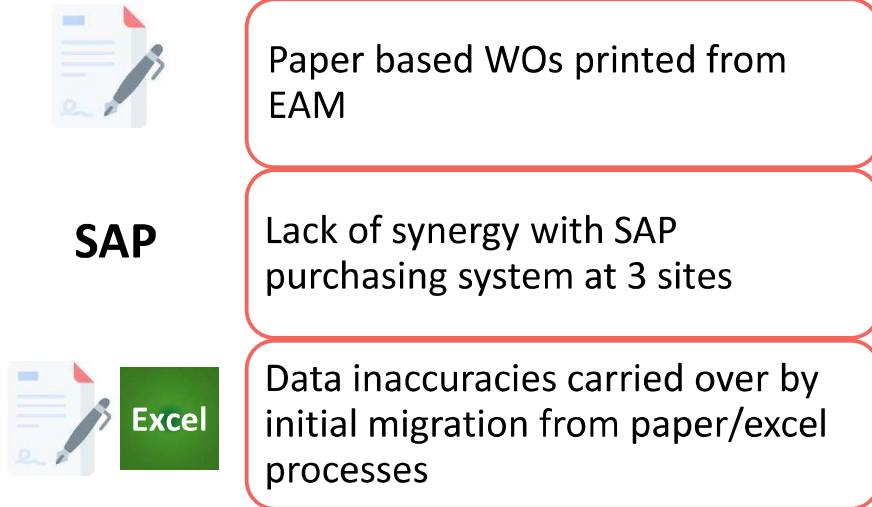 Paper based WOs printed from
EAM
SAP
Lack of synergy with SAP
purchasing system at 3 sites
Excel
Data inaccuracies carried over by
initial migration from paper/excel
processes